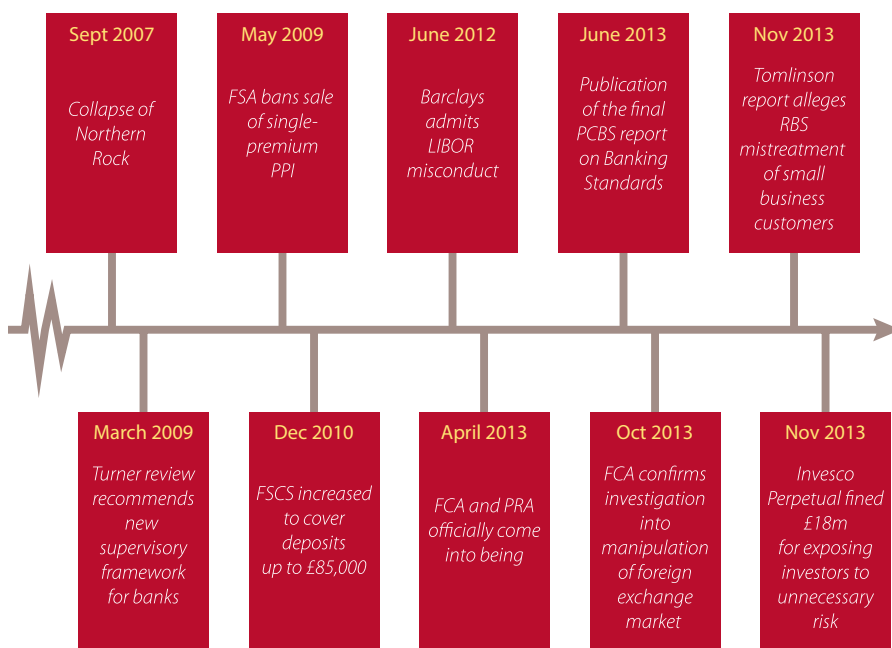 Sept 2007
Collapse of
Northern
Rock
May 2009
FSA bans sale
of single-
premium
PPI
June 2012
Barclays
admits
LIBOR
misconduct
June 2013
Publication
of the final
PCBS report
on Banking
Standards
Nov 2013
Tomlinson
report alleges
RBS
mistreatment
of small
business
customers
March 2009
Turner review
recommends
new
supervisory
framework
for banks
Dec 2010
FSCS increased
to cover
deposits
up to £85,000
April 2013
FCA and PRA
officially come
into being
Oct 2013
FCA confirms
investigation
into
manipulation
of foreign
exchange
market
Nov 2013
Invesco
Perpetual fined
£18m
for exposing
investors to
unnecessary
risk